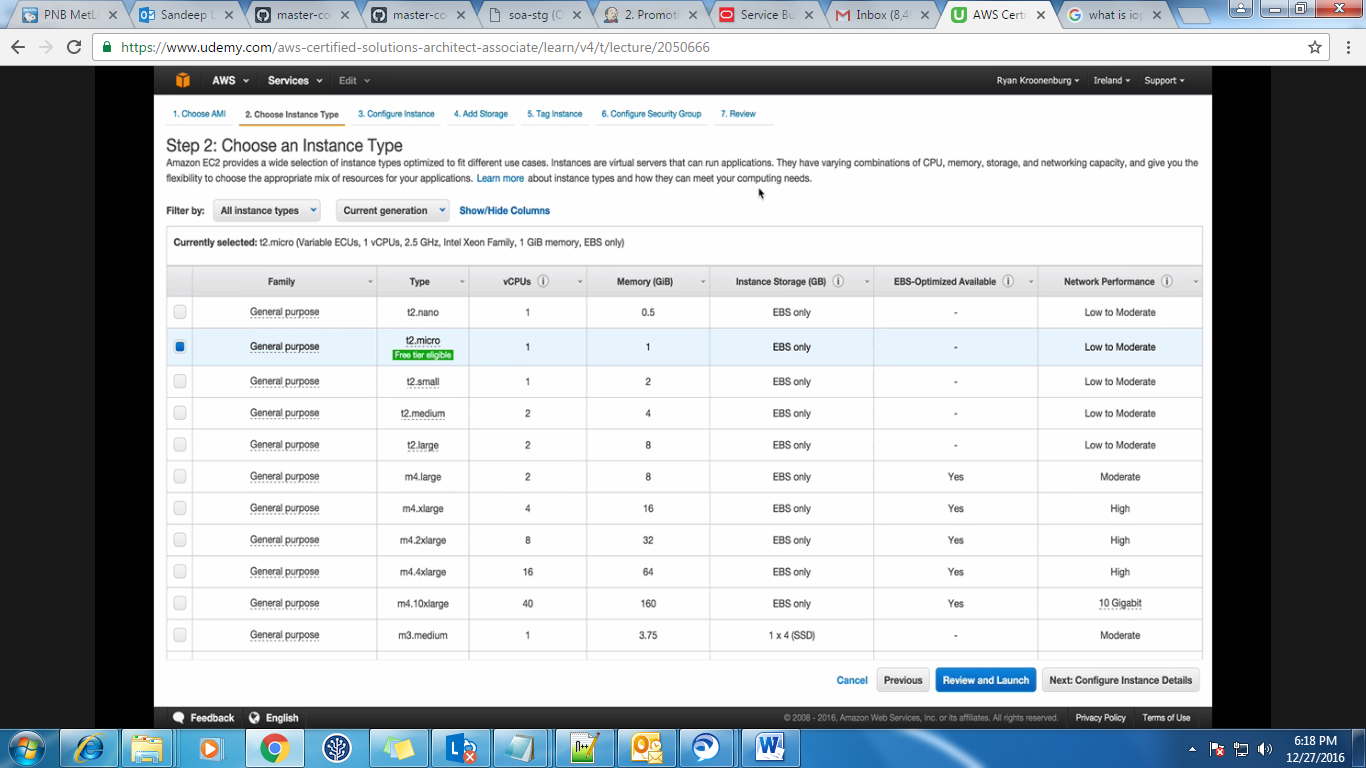 PNB MetL
Sandeep L
master-co
master-co
soa-stg (C
2. Promoti
Service Bu
Inbox (8,4
AWS Certi
what is iop
https://www.udemy.com/aws-certified-solutions-architect-associate/learn/v4/t/lecture/2050666
AWS Services Edit Ryan Kroonenburg Ireland Support
1. Choose AMI 2. Choose Instance Type 3. Configure Instance 4. Add Storage 5. Tag Instance 6. Configure Security Group 7. Review
Step 2: Choose an Instance Type
Amazon EC2 provides a wide selection of instance types optimized to fit different use cases. Instances are virtual servers that can run applications. They have varying combinations of CPU, memory, storage, and networking capacity, and give you the
flexibility to choose the appropriate mix of resources for your applications. Learn more about instance types and how they can meet your computing needs.
Filter by: All instance types Current generation Show/Hide Columns
Currently selected: t2.micro (Variable ECUs, 1 vCPUs, 2.5 GHz, Intel Xeon Family, 1 GiB memory, EBS only)
Family Type vCPUs Memory (GiB) Instance Storage (GB) EBS-Optimized Available Network Performance
General purpose t2.nano 1 0.5 EBS only - Low to Moderate
General purpose t2.micro Free tier eligible 1 1 EBS only - Low to Moderate
General purpose t2.small 1 2 EBS only - Low to Moderate
General purpose t2.medium 2 4 EBS only - Low to Moderate
General purpose t2.large 2 8 EBS only - Low to Moderate
General purpose m4.large 2 8 EBS only Yes Moderate
General purpose m4.xlarge 4 16 EBS only Yes High
General purpose m4.2xlarge 8 32 EBS only Yes High
General purpose m4.4xlarge 16 64 EBS only Yes High
General purpose m4.10xlarge 40 160 EBS only Yes 10 Gigabit
General purpose m3.medium 1 3.75 1 x 4 (SSD) - Moderate
Cancel Previous Review and Launch Next: Configure Instance Details
Feedback English © 2008 - 2016, Amazon Web Services, Inc. or its affiliates. All rights reserved. Privacy Policy Terms of Use
6:18 PM
12/27/2016